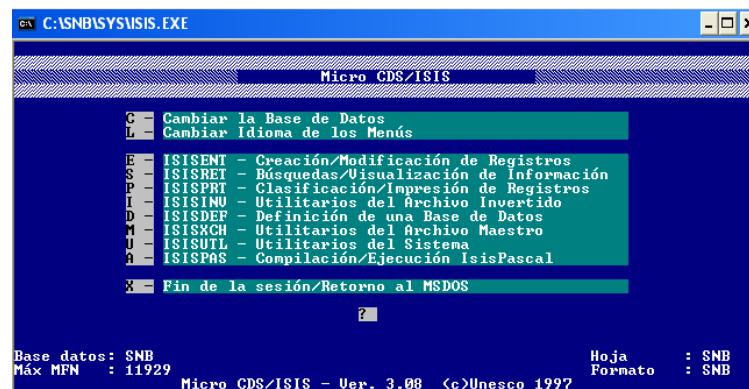 C:\SNB\SYS\ISIS.EXE
Micro CDS/ISIS
C - Cambiar la Base de Datos
L - Cambiar Idioma de los Menús
E - ISISENT - Creación/Modificación de Registros
S - ISISRET - Búsquedas/Visualización de Información
P - ISISPRT - Clasificación/Impresión de Registros
I - ISISINV - Utilitarios del Archivo Invertido
D - ISISDEF - Definición de una Base de Datos
M - ISISXCH - Utilitarios del Archivo Maestro
U - ISISUTL - Utilitarios del Sistema
A - ISISPAS - Compilación/Ejecución IsisPascal
X - Fin de la sesión/Retorno al MSDOS
?
Base datos: SNB Hoja : SNB
Máx MFN : 11929 Formato : SNB
Micro CDS/ISIS - Ver. 3.08 (c)Unesco 1997